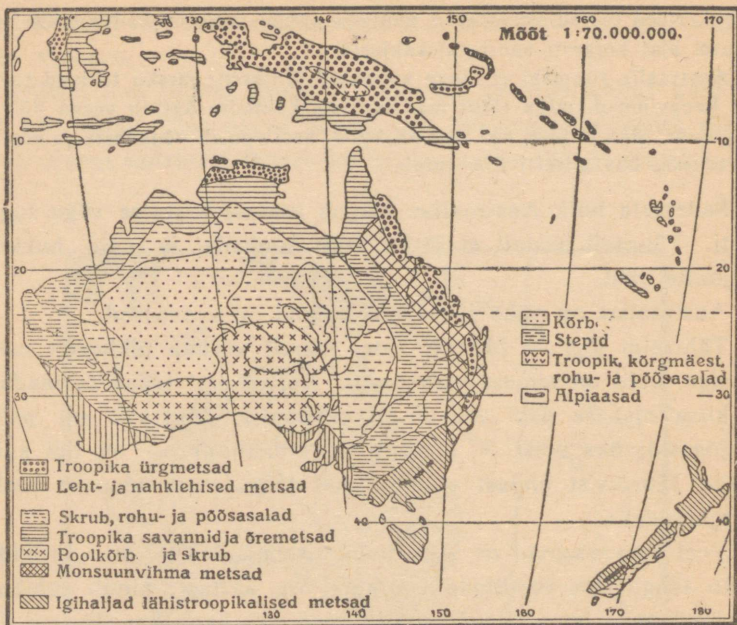 130 140 150 160 170
Mõõt 1:70.000.000.
10 10
20 20
Kõrb
Stepid
Troopik. kõrgmäest.
rohu- ja põõsasalad
Alpiaasad
30 30
Troopika ürgmetsad
Leht- ja nahklehised metsad
Skrub, rohu- ja põõsasalad
Troopika savannid ja õremetsad
Poolkõrb ja skrub
Monsuunvihma metsad
Igihaljad lähistroopikalised metsad
40 40
130 140 150 160 170 180